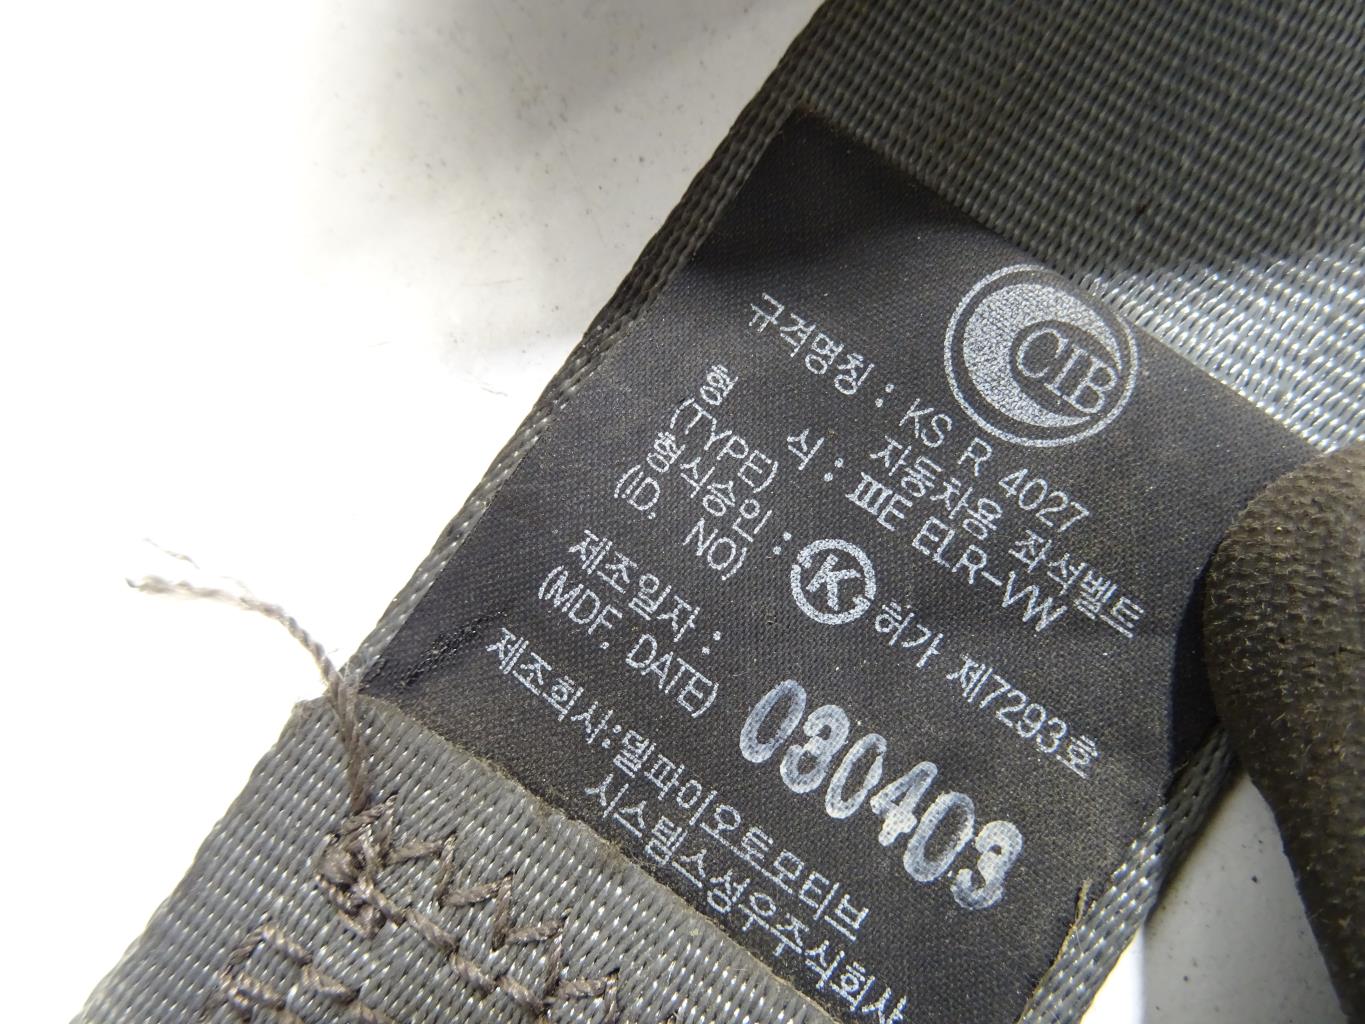 CIB
규격명칭 : KS R 4027
자동차용 좌석벨트
형 식 : ⅢE ELR-VW
(TYPE)
형식승인 : K 허가 제7293호
(ID, NO)
제조일자 : 030403
(MDF, DATE)
제조회사:델파이오토모티브
시스템스성우주식회사